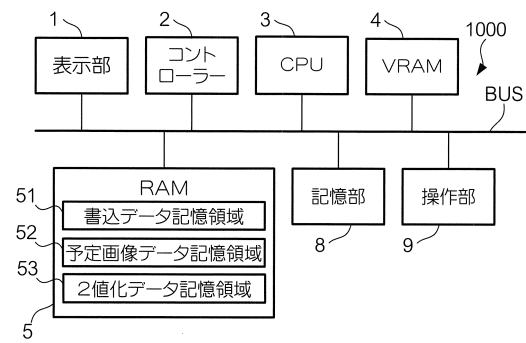 1
2
3
4
1000
表示部
コント
ローラー
CPU
VRAM
BUS
RAM
51
書込データ記憶領域
52
予定画像データ記憶領域
53
2値化データ記憶領域
5
記憶部
8
操作部
9